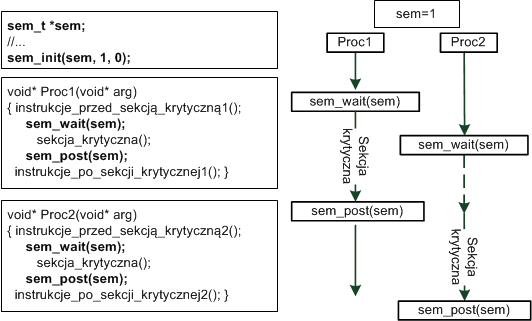 sem_t *sem;
//...
sem_init(sem, 1, 0);
void* Proc1(void* arg)
{ instrukcje_przed_sekcją_krytyczną1();
sem_wait(sem);
sekcja_krytyczna();
sem_post(sem);
instrukcje_po_sekcji_krytycznej1(); }
void* Proc2(void* arg)
{ instrukcje_przed_sekcją_krytyczną2();
sem_wait(sem);
sekcja_krytyczna();
sem_post(sem);
instrukcje_po_sekcji_krytycznej2(); }
sem=1
Proc1
Proc2
sem_wait(sem)
Sekcja
krytyczna
sem_wait(sem)
sem_post(sem)
Sekcja
krytyczna
sem_post(sem)